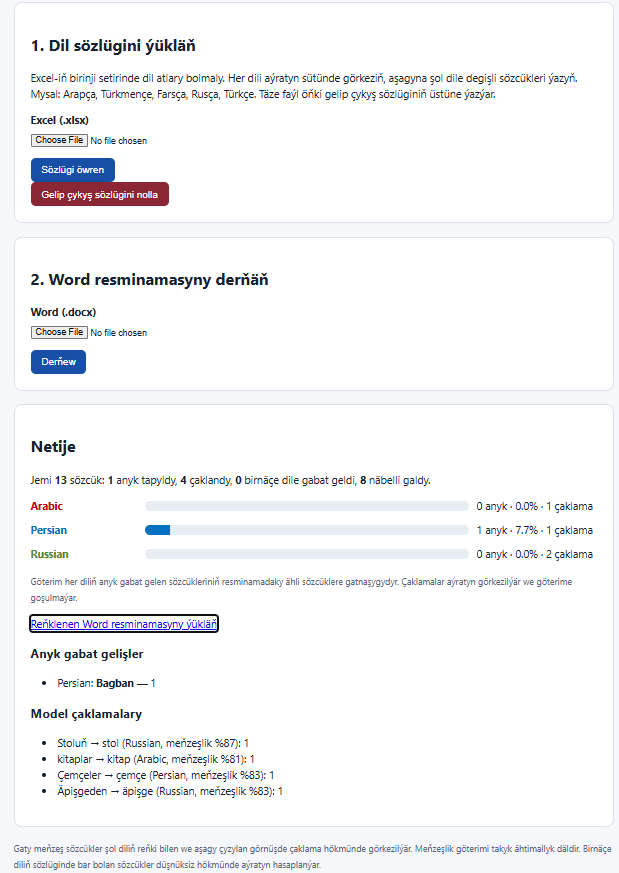 1. Dil sözlügini ýükläň
Excel-iň birinji setirinde dil atlary bolmaly. Her dili aýratyn sütünde görkeziň, aşagyna şol dile degişli sözcükleri ýazyň.
Mysal: Arapça, Türkmençe, Farsça, Rusça, Türkçe. Täze faýl öňki gelip çykyş sözlüginiň üstüne ýazýar.
Excel (.xlsx)
Choose File No file chosen
Sözlügi öwren
Gelip çykyş sözlügini nolla
2. Word resminamasyny derňäň
Word (.docx)
Choose File No file chosen
Derňew
Netije
Jemi 13 sözcük: 1 anyk tapyldy, 4 çaklandy, 0 birnäçe dile gabat geldi, 8 näbelli galdy.
Arabic 0 anyk · 0.0% · 1 çaklama
Persian 1 anyk · 7.7% · 1 çaklama
Russian 0 anyk · 0.0% · 2 çaklama
Göterim her diliň anyk gabat gelen sözcükleriniň resminamadaky ähli sözcüklere gatnaşygydyr. Çaklamalar aýratyn görkezilýär we göterime
goşulmaýar.
Reňklenen Word resminamasyny ýükläň
Anyk gabat gelişler
• Persian: Bagban — 1
Model çaklamalary
• Stoluň → stol (Russian, meňzeşlik %87): 1
• kitaplar → kitap (Arabic, meňzeşlik %81): 1
• Çemçeler → çemçe (Persian, meňzeşlik %83): 1
• Äpişgeden → äpişge (Russian, meňzeşlik %83): 1
Gaty meňzeş sözcükler şol diliň reňki bilen we aşagy çyzylan görnüşde çaklama hökmünde görkezilýär. Meňzeşlik göterimi takyk ähtimallyk däldir. Birnäçe
diliň sözlüginde bar bolan sözcükler düşnüksiz hökmünde aýratyn hasaplanýar.